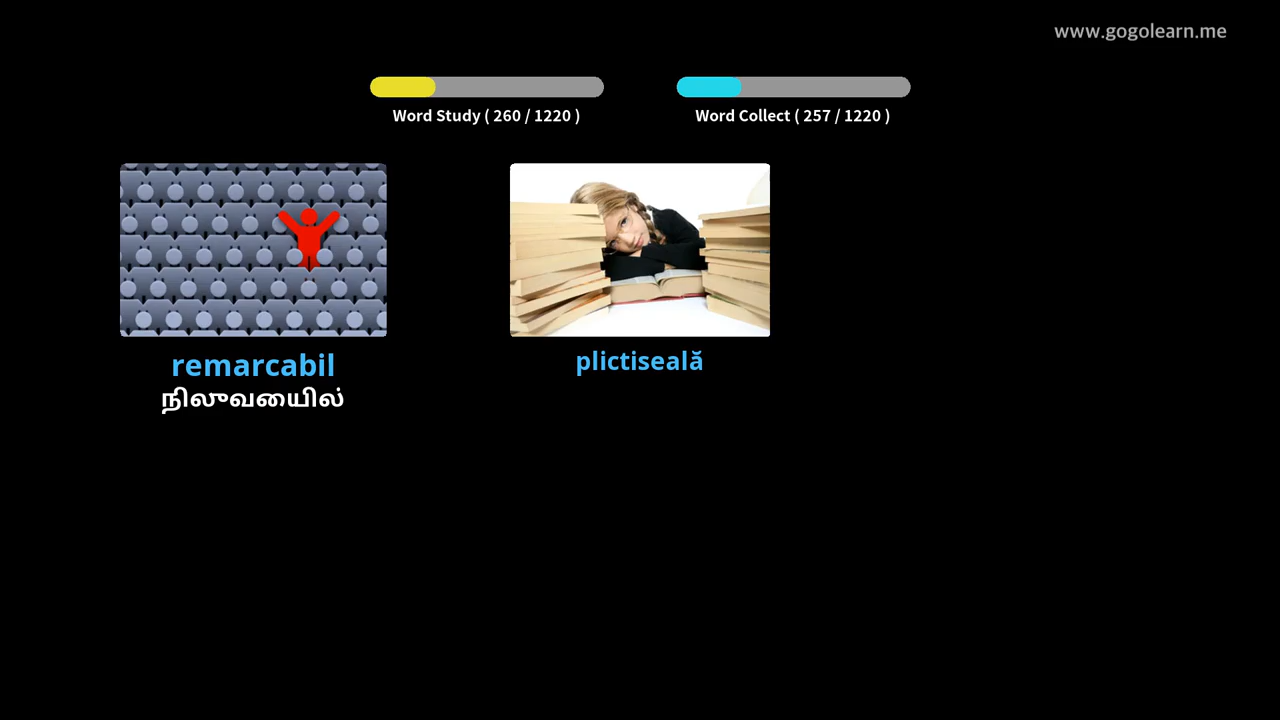 www.gogolearn.me
Word Study ( 260 / 1220 )
Word Collect ( 257 / 1220 )
remarcabil
நிலுவையில்
plictiseală